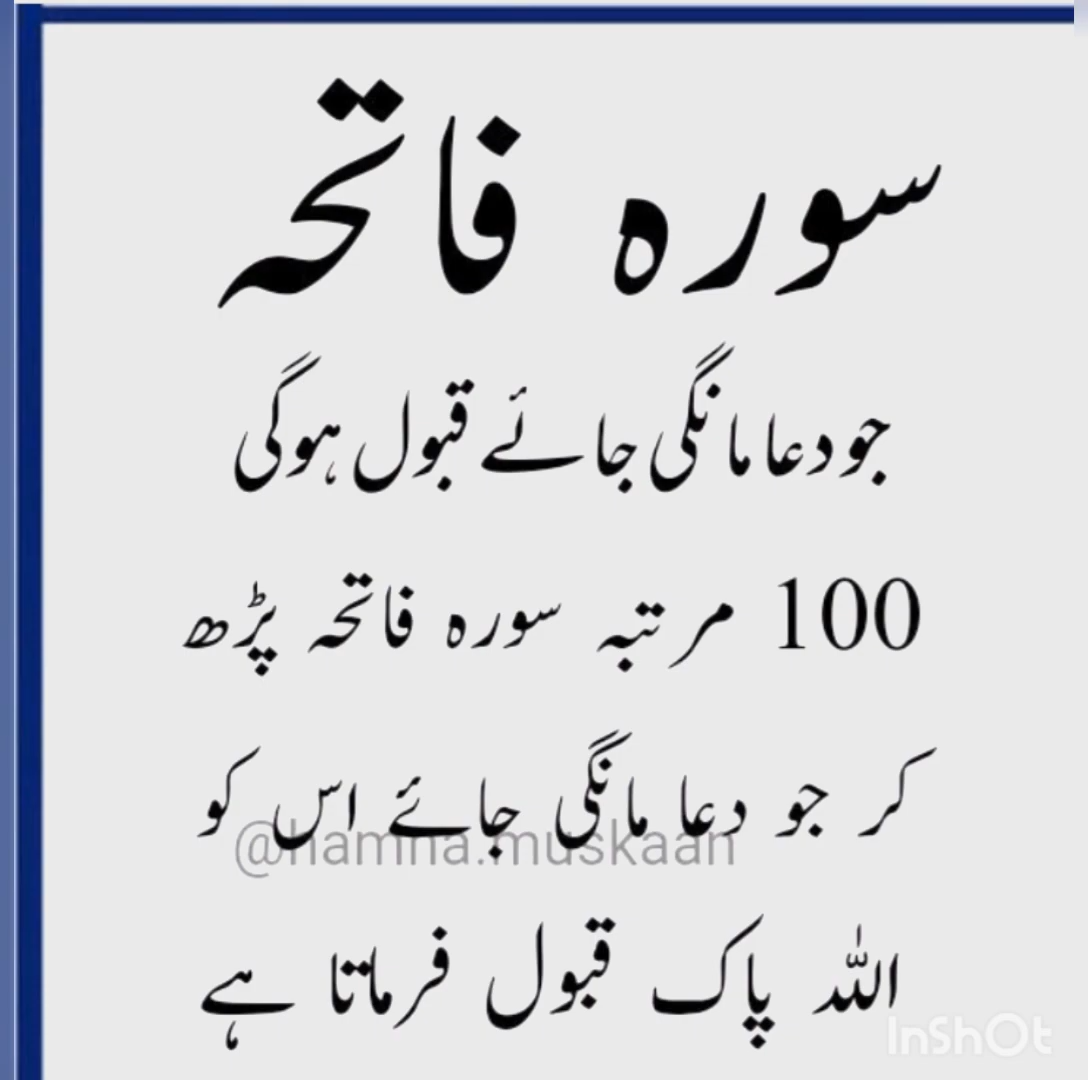 سورہ فاتحہ
جو دعا مانگی جائے قبول ہوگی
100 مرتبہ سورہ فاتحہ پڑھ
کر جو دعا مانگی جائے اس کو
@hamna.muskaan
اللہ پاک قبول فرماتا ہے
InShOt